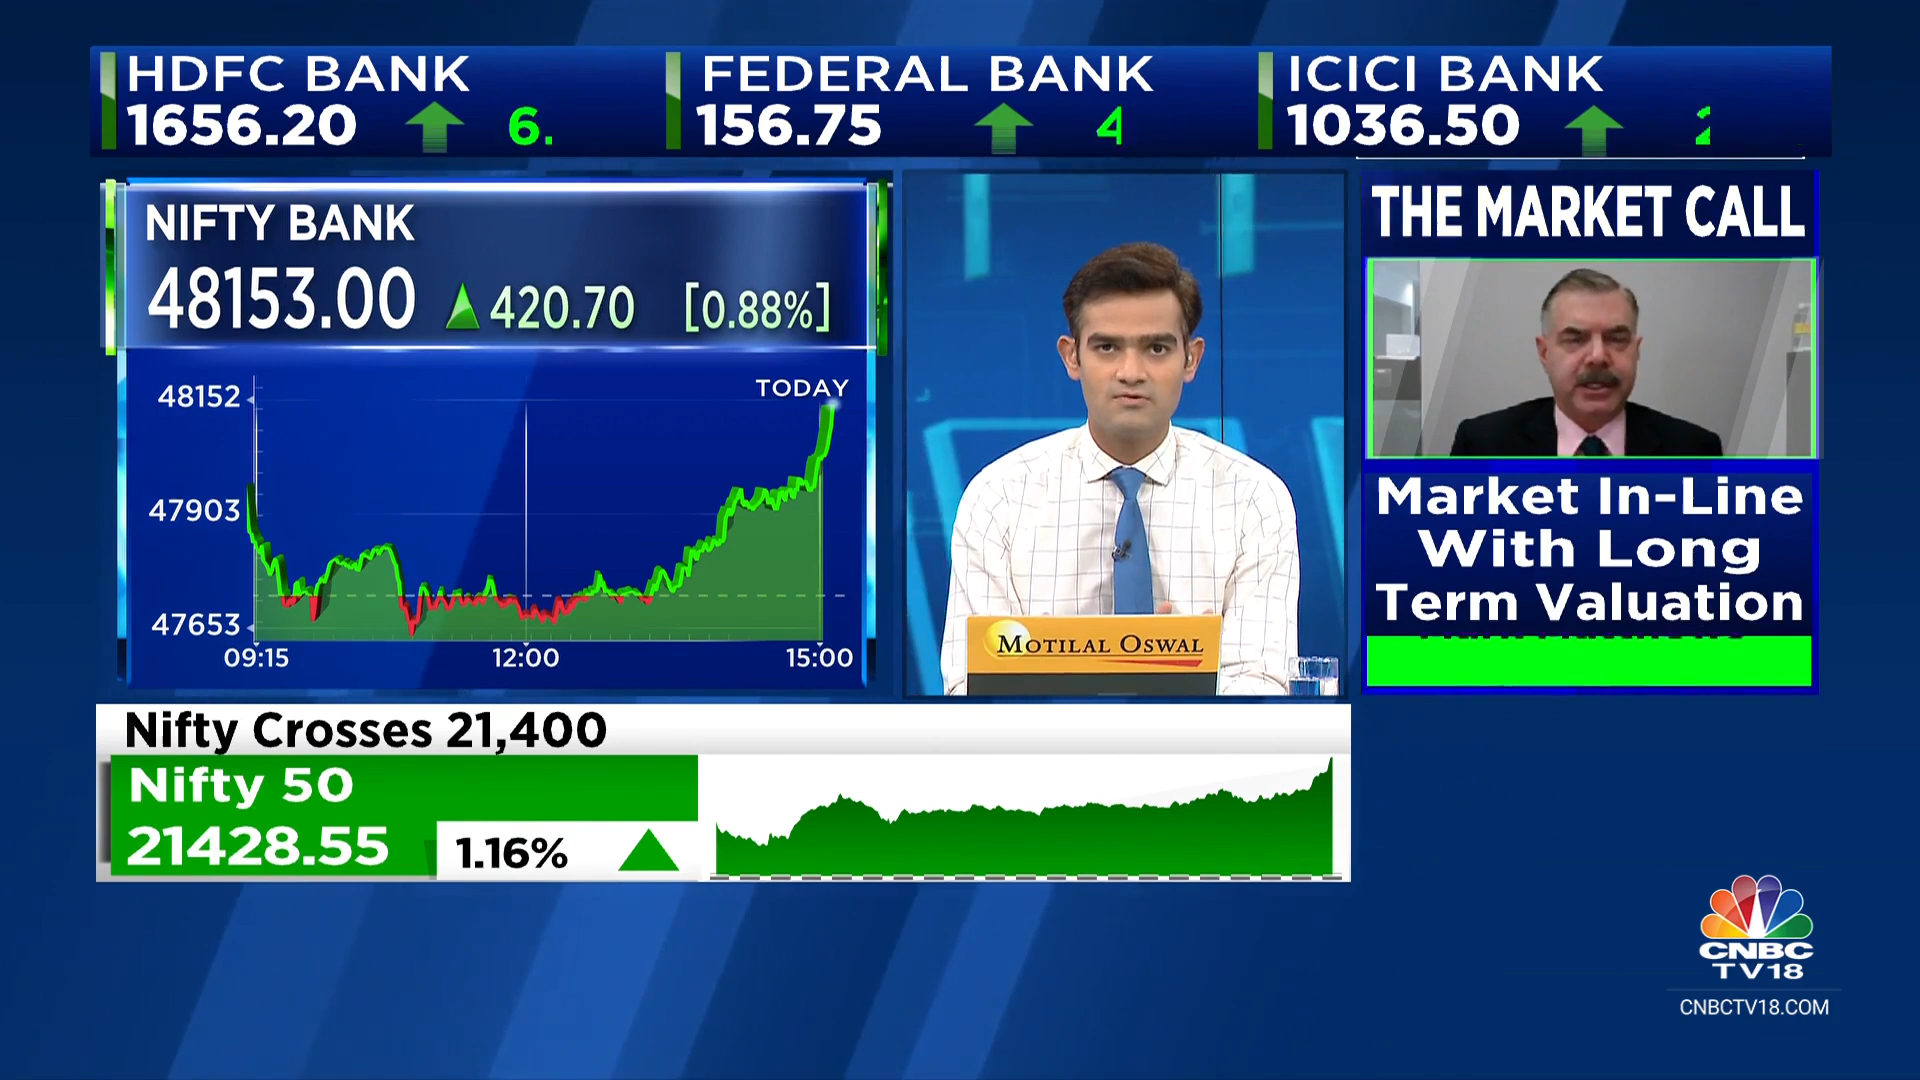 HDFC BANK
1656.20 6.
FEDERAL BANK
156.75 4
ICICI BANK
1036.50
NIFTY BANK
48153.00 420.70 [0.88%]
TODAY
48152
47903
47653
09:15 12:00 15:00
MOTILAL OSWAL
THE MARKET CALL
Market In-Line
With Long
Term Valuation
Nifty Crosses 21,400
Nifty 50
21428.55 1.16%
CNBC
TV18
CNBCTV18.COM